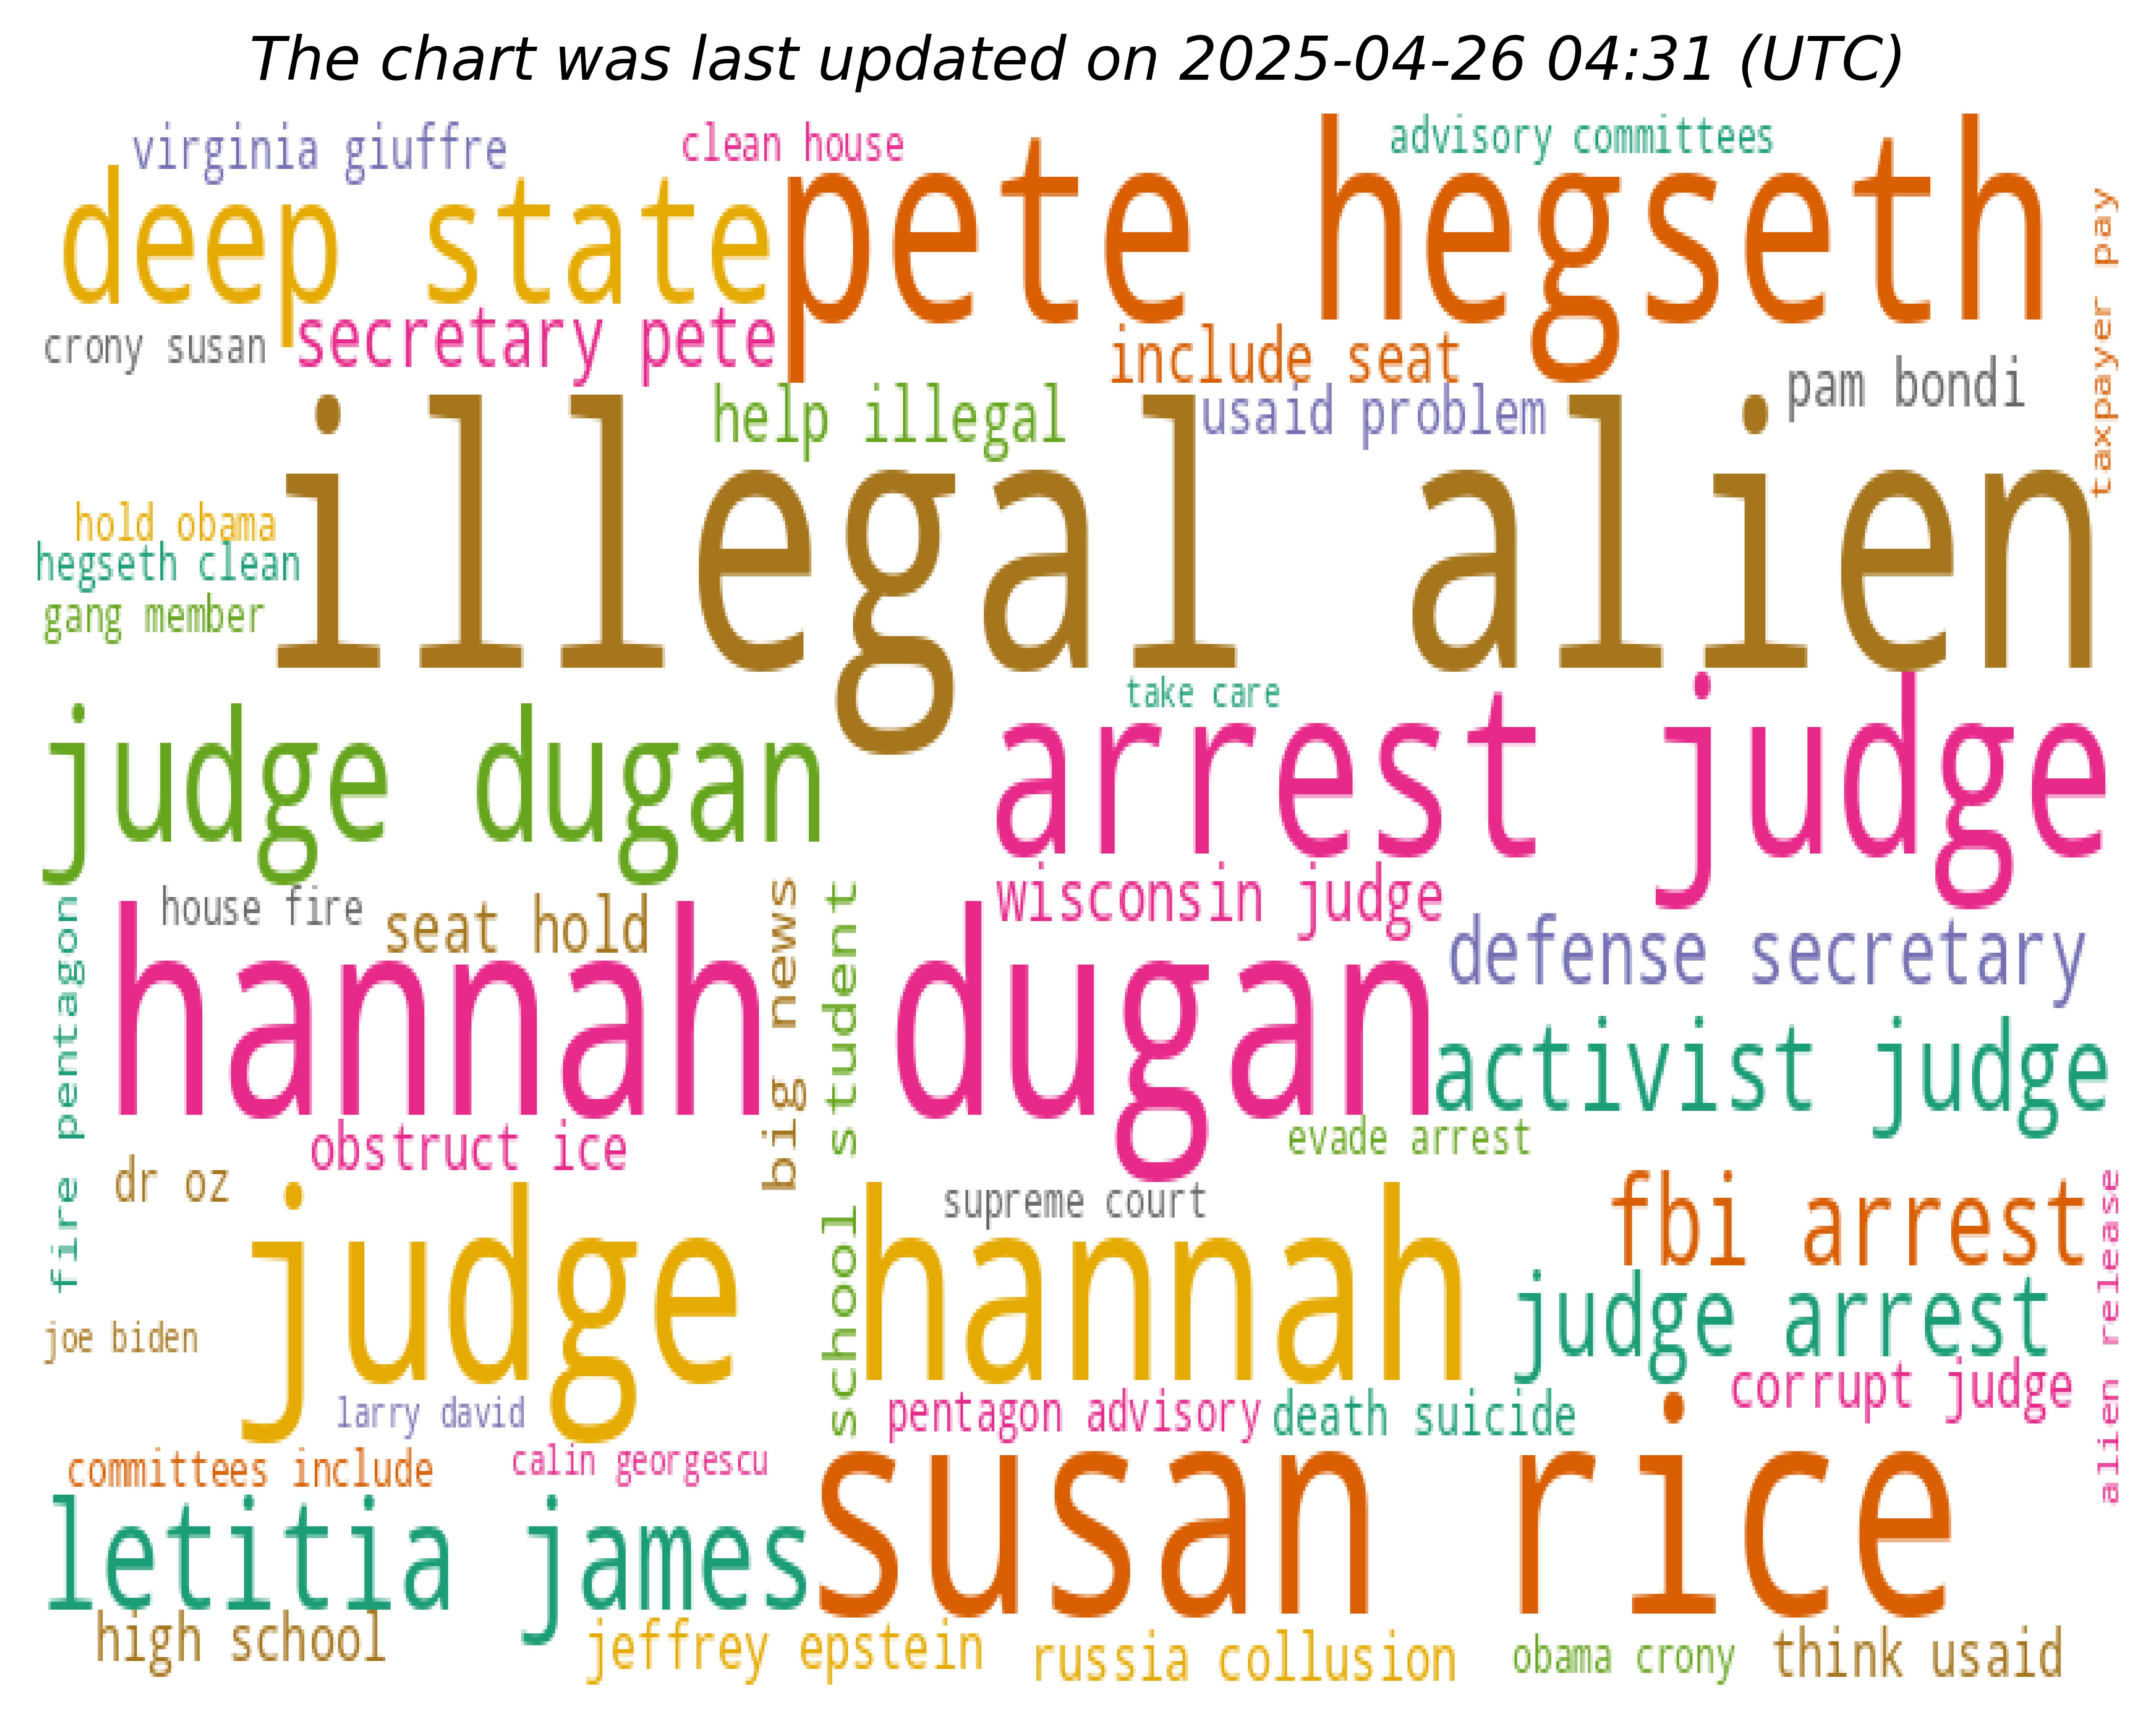 The chart was last updated on 2025-04-26 04:31 (UTC)
virginia giuffre
clean house
advisory committees
deep state
pete hegseth
taxpayer pay
crony susan
secretary pete
include seat
pam bondi
help illegal
usaid problem
illegal alien
hold obama
hegseth clean
gang member
take care
judge dugan
arrest judge
house fire
seat hold
big news
school student
wisconsin judge
defense secretary
fire pentagon
hannah dugan
activist judge
obstruct ice
evade arrest
dr oz
supreme court
fbi arrest
alien release
judge hannah
judge arrest
joe biden
larry david
pentagon advisory
death suicide
corrupt judge
committees include
calin georgescu
letitia james
susan rice
high school
jeffrey epstein
russia collusion
obama crony
think usaid